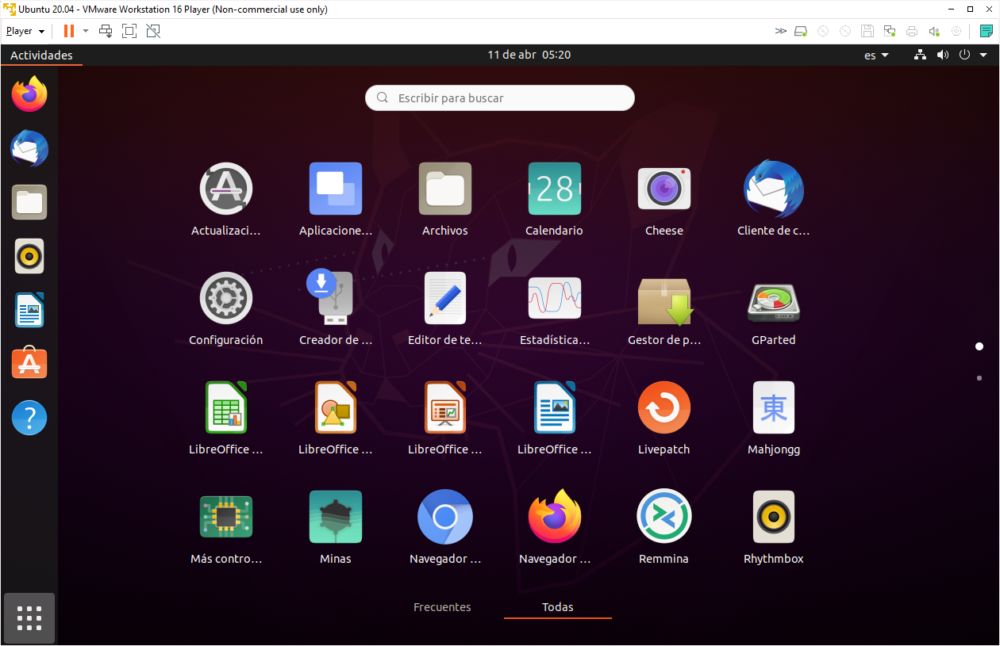 Ubuntu 20.04 - VMware Workstation 16 Player (Non-commercial use only)
Player
Actividades
11 de abr 05:20
es
Escribir para buscar
28
Actualizaci...
Aplicacione...
Archivos
Calendario
Cheese
Cliente de c...
Configuración
Creador de ...
Editor de te...
Estadística...
Gestor de p...
GParted
東
LibreOffice ...
LibreOffice ...
LibreOffice ...
LibreOffice ...
Livepatch
Mahjongg
Más contro...
Minas
Navegador ...
Navegador ...
Remmina
Rhythmbox
Frecuentes
Todas